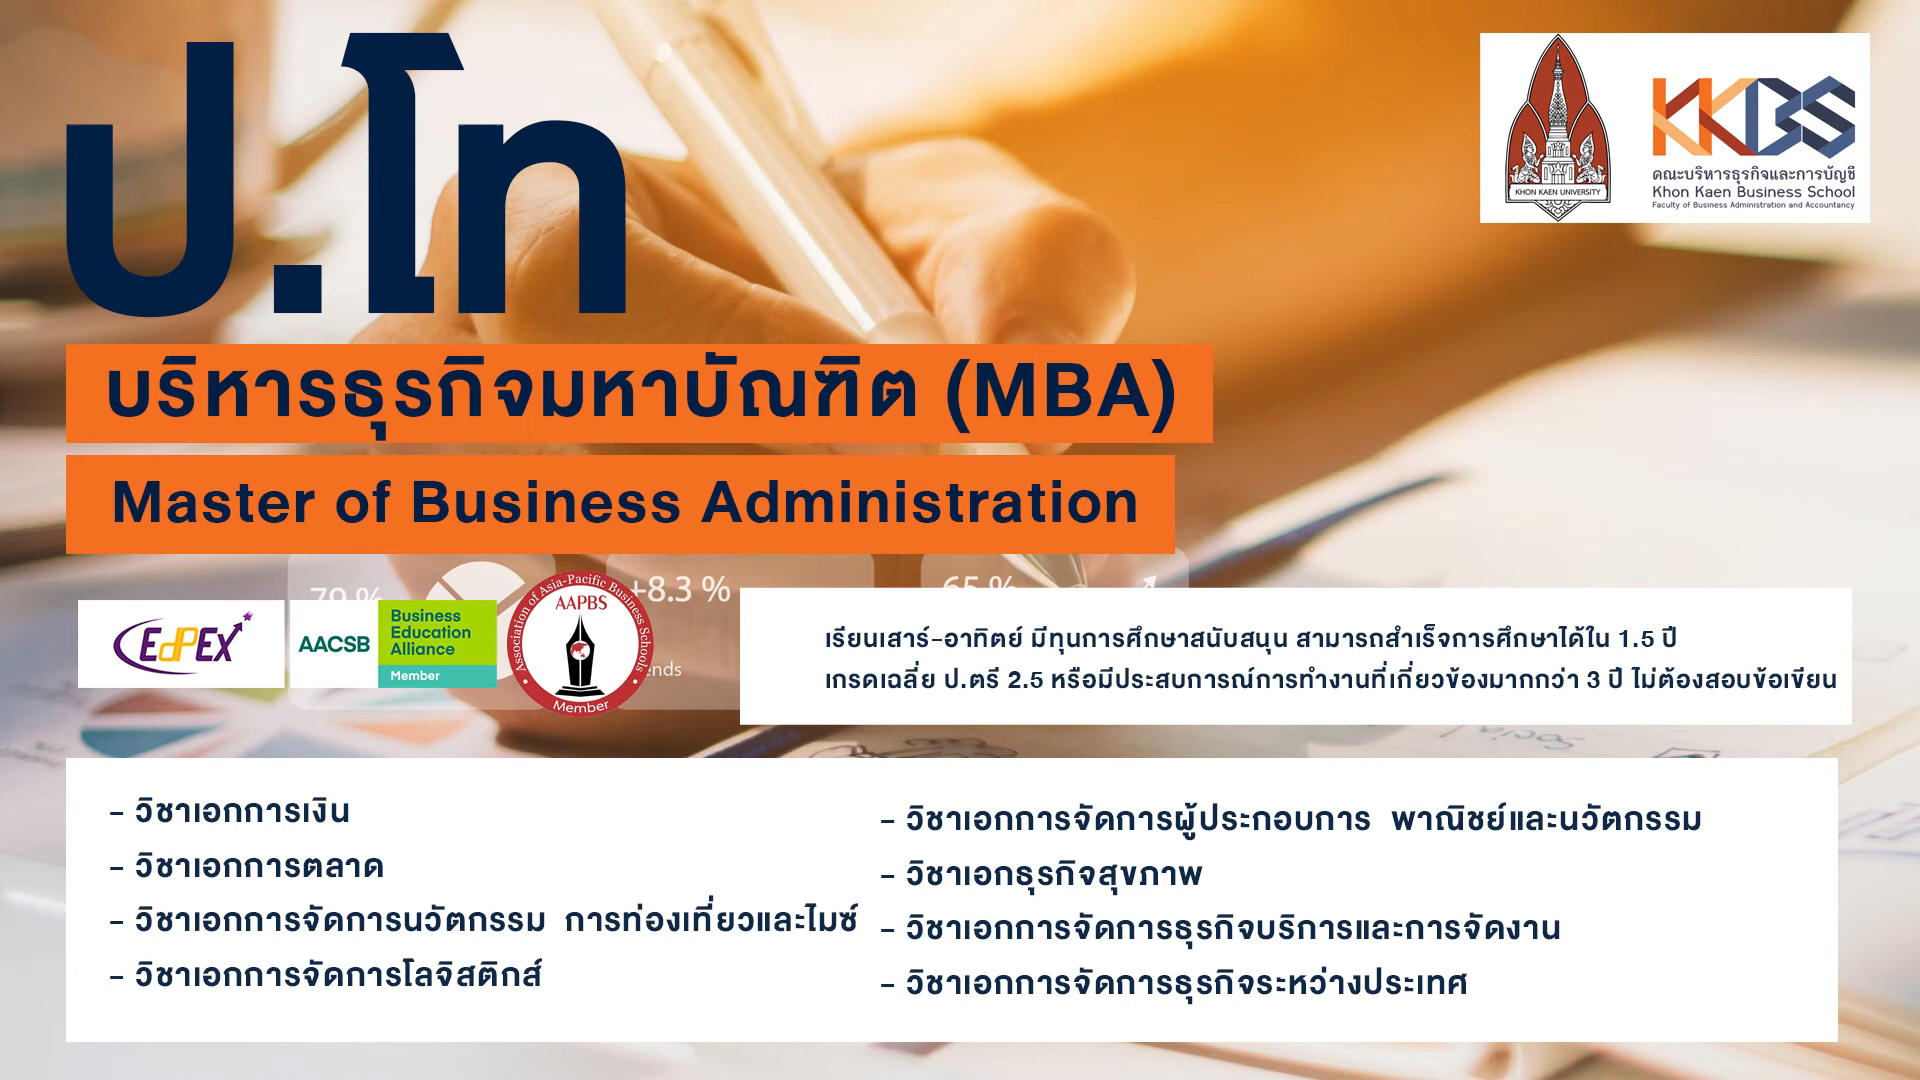 ป.โท
KHON KAEN UNIVERSITY
KKBS
คณะบริหารธุรกิจและการบัญชี
Khon Kaen Business School
Faculty of Business Administration and Accountancy
บริหารธุรกิจมหาบัณฑิต (MBA)
Master of Business Administration
79 %
+8.3 %
65 %
EdPEX
AACSB
Business
Education
Alliance
Member
Association of Asia-Pacific Business Schools
AAPBS
Member
ends
เรียนเสาร์-อาทิตย์ มีทุนการศึกษาสนับสนุน สามารถสำเร็จการศึกษาได้ใน 1.5 ปี
เกรดเฉลี่ย ป.ตรี 2.5 หรือมีประสบการณ์การทำงานที่เกี่ยวข้องมากกว่า 3 ปี ไม่ต้องสอบข้อเขียน
Social
- วิชาเอกการเงิน
- วิชาเอกการตลาด
- วิชาเอกการจัดการนวัตกรรม การท่องเที่ยวและไมซ์
- วิชาเอกการจัดการโลจิสติกส์
- วิชาเอกการจัดการผู้ประกอบการ พาณิชย์และนวัตกรรม
- วิชาเอกธุรกิจสุขภาพ
- วิชาเอกการจัดการธุรกิจบริการและการจัดงาน
- วิชาเอกการจัดการธุรกิจระหว่างประเทศ